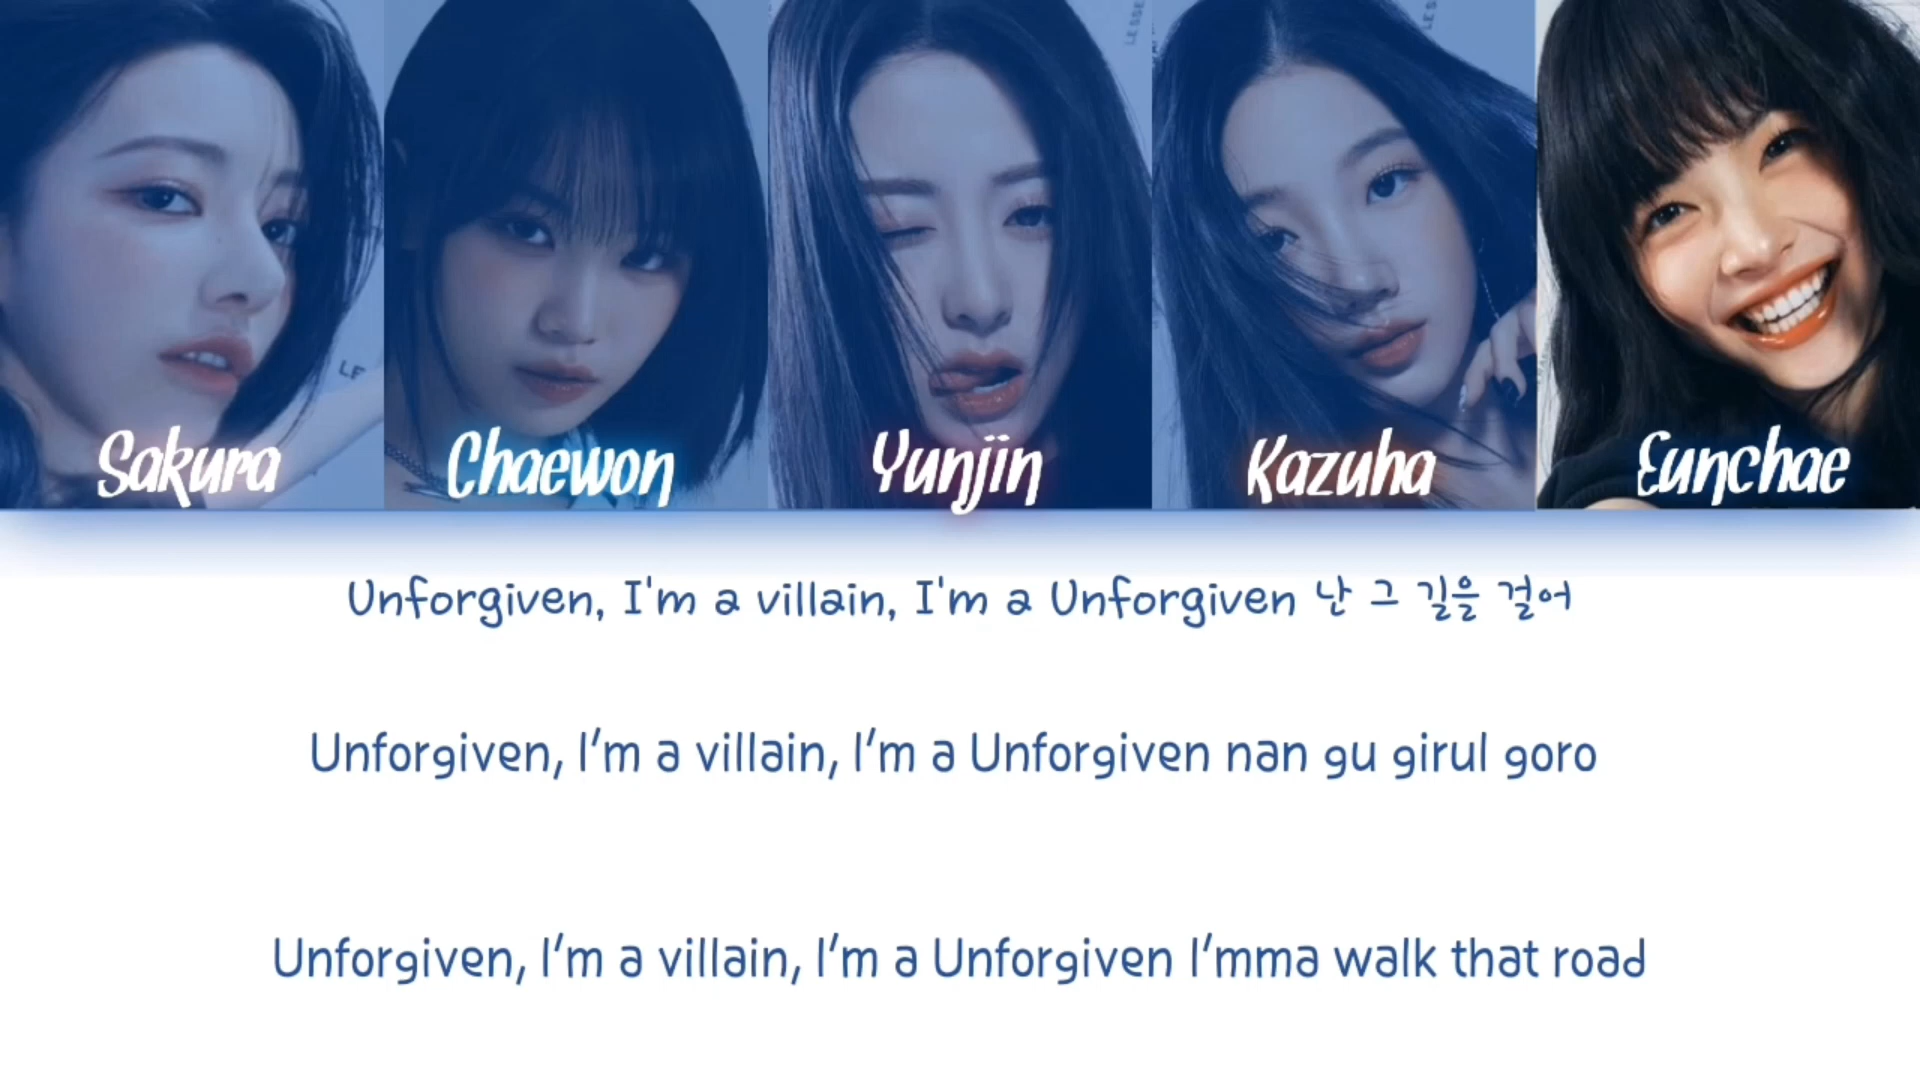 Sakura
Chaewon
Yunjin
Kazuha
Eunchae
Unforgiven, I'm a villain, I'm a Unforgiven 난 그 길을 걸어
Unforgiven, I'm a villain, I'm a Unforgiven nan gu girul goro
Unforgiven, I'm a villain, I'm a Unforgiven I'mma walk that road